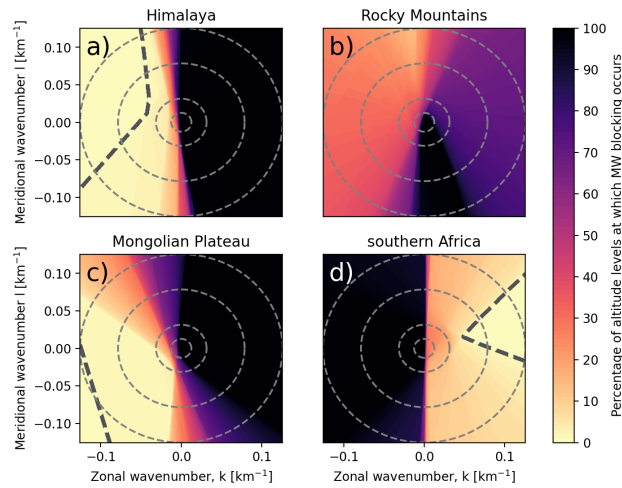 Himalaya
Rocky Mountains
a)
b)
Meridional wavenumber l [km⁻¹]
0.10
0.05
0.00
−0.05
−0.10
Mongolian Plateau
southern Africa
c)
d)
Meridional wavenumber l [km⁻¹]
0.10
0.05
0.00
−0.05
−0.10
−0.1
0.0
0.1
−0.1
0.0
0.1
Zonal wavenumber, k [km⁻¹]
Zonal wavenumber, k [km⁻¹]
100
90
80
70
60
50
40
30
20
10
0
Percentage of altitude levels at which MW blocking occurs